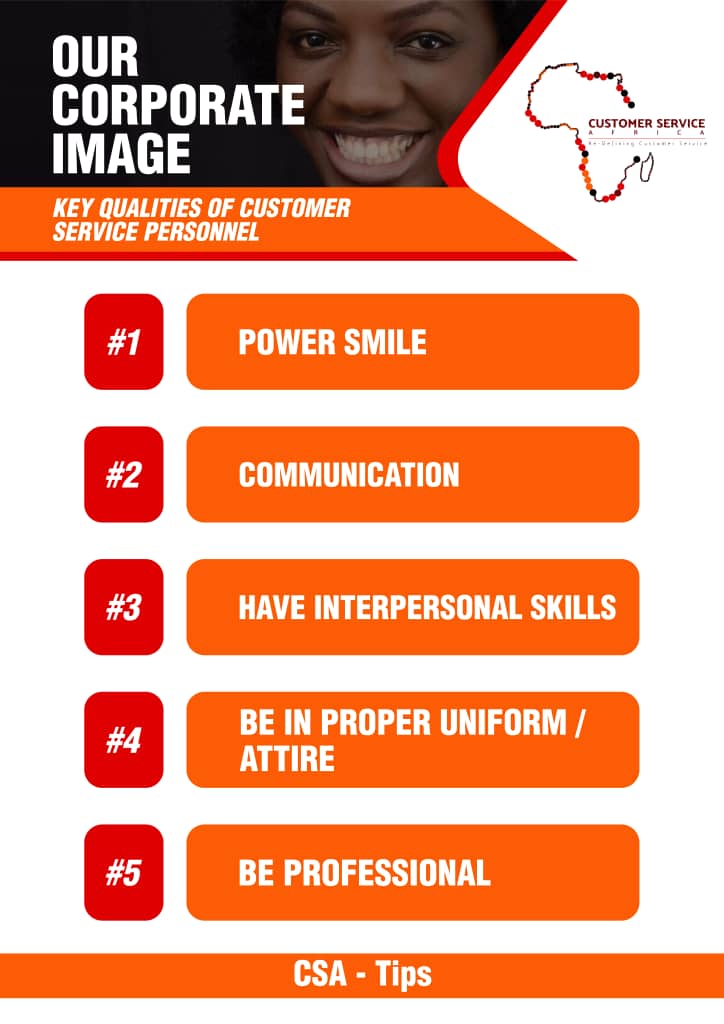 OUR
CORPORATE
IMAGE
CUSTOMER SERVICE
AFRICA
Re-Defining Customer Service
KEY QUALITIES OF CUSTOMER
SERVICE PERSONNEL
#1
POWER SMILE
#2
COMMUNICATION
#3
HAVE INTERPERSONAL SKILLS
#4
BE IN PROPER UNIFORM /
ATTIRE
#5
BE PROFESSIONAL
CSA - Tips